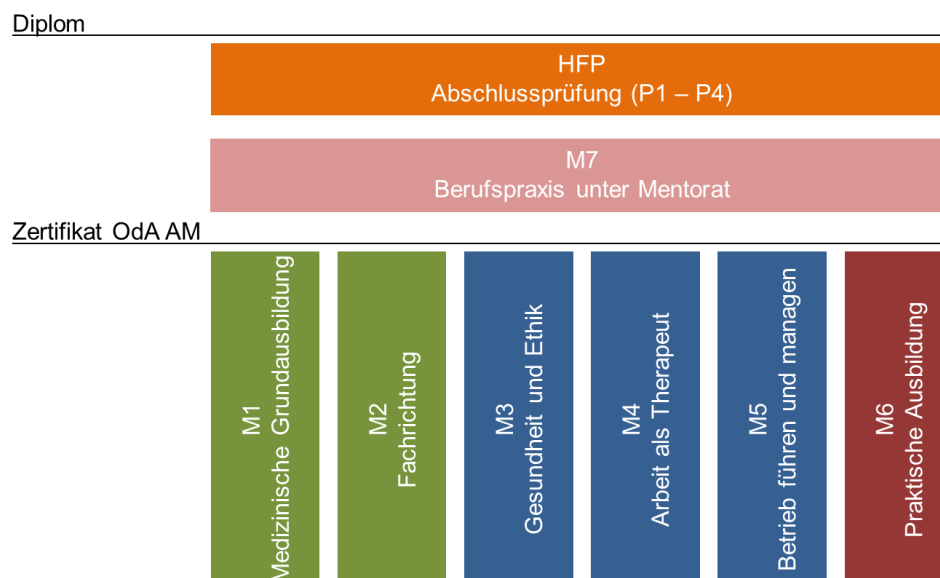 Diplom
HFP
Abschlussprüfung (P1 – P4)
M7
Berufspraxis unter Mentorat
Zertifikat OdA AM
M1
Medizinische Grundausbildung
M2
Fachrichtung
M3
Gesundheit und Ethik
M4
Arbeit als Therapeut
M5
Betrieb führen und managen
M6
Praktische Ausbildung